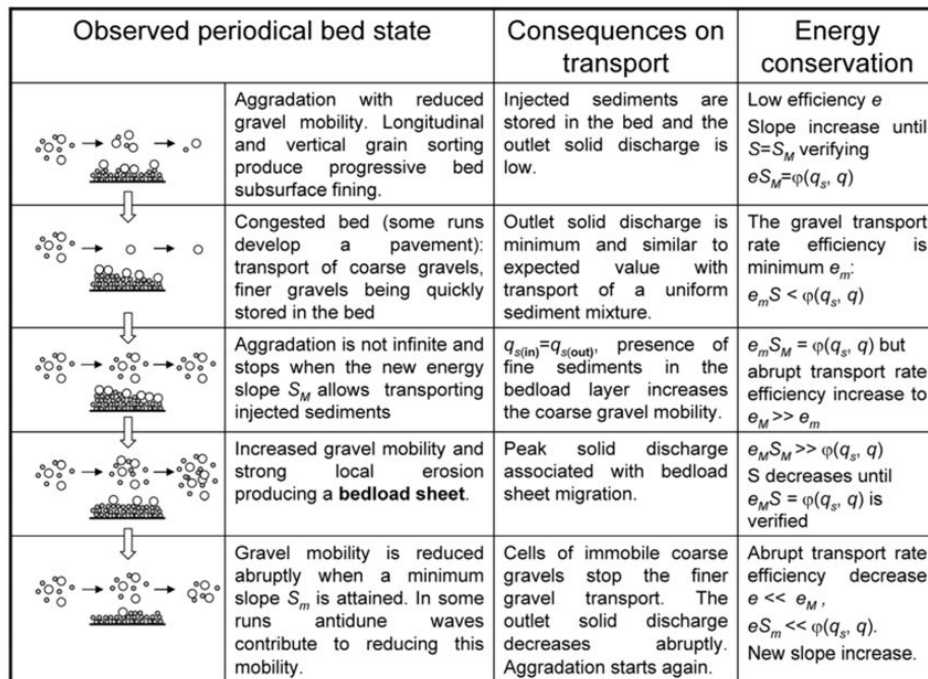 Observed periodical bed state
Consequences on
transport
Energy
conservation
Aggradation with reduced
gravel mobility. Longitudinal
and vertical grain sorting
produce progressive bed
subsurface fining.
Injected sediments are
stored in the bed and the
outlet solid discharge is
low.
Low efficiency e
Slope increase until
S=S_M verifying
eS_M=φ(q_s, q)
Congested bed (some runs
develop a pavement):
transport of coarse gravels,
finer gravels being quickly
stored in the bed
Outlet solid discharge is
minimum and similar to
expected value with
transport of a uniform
sediment mixture.
The gravel transport
rate efficiency is
minimum e_m:
e_mS < φ(q_s, q)
Aggradation is not infinite and
stops when the new energy
slope S_M allows transporting
injected sediments
q_s(in)=q_s(out), presence of
fine sediments in the
bedload layer increases
the coarse gravel mobility.
e_mS_M = φ(q_s, q) but
abrupt transport rate
efficiency increase to
e_M >> e_m
Increased gravel mobility and
strong local erosion
producing a bedload sheet.
Peak solid discharge
associated with bedload
sheet migration.
e_MS_M >> φ(q_s, q)
S decreases until
e_MS = φ(q_s, q) is
verified
Gravel mobility is reduced
abruptly when a minimum
slope S_m is attained. In some
runs antidune waves
contribute to reducing this
mobility.
Cells of immobile coarse
gravels stop the finer
gravel transport. The
outlet solid discharge
decreases abruptly.
Aggradation starts again.
Abrupt transport rate
efficiency decrease
e << e_M ,
eS_m << φ(q_s, q).
New slope increase.